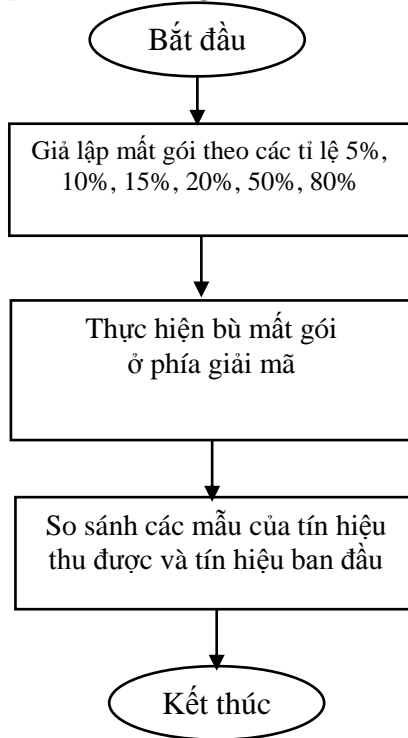 Bắt đầu
Giả lập mất gói theo các tỉ lệ 5%,
10%, 15%, 20%, 50%, 80%
Thực hiện bù mất gói
ở phía giải mã
So sánh các mẫu của tín hiệu
thu được và tín hiệu ban đầu
Kết thúc